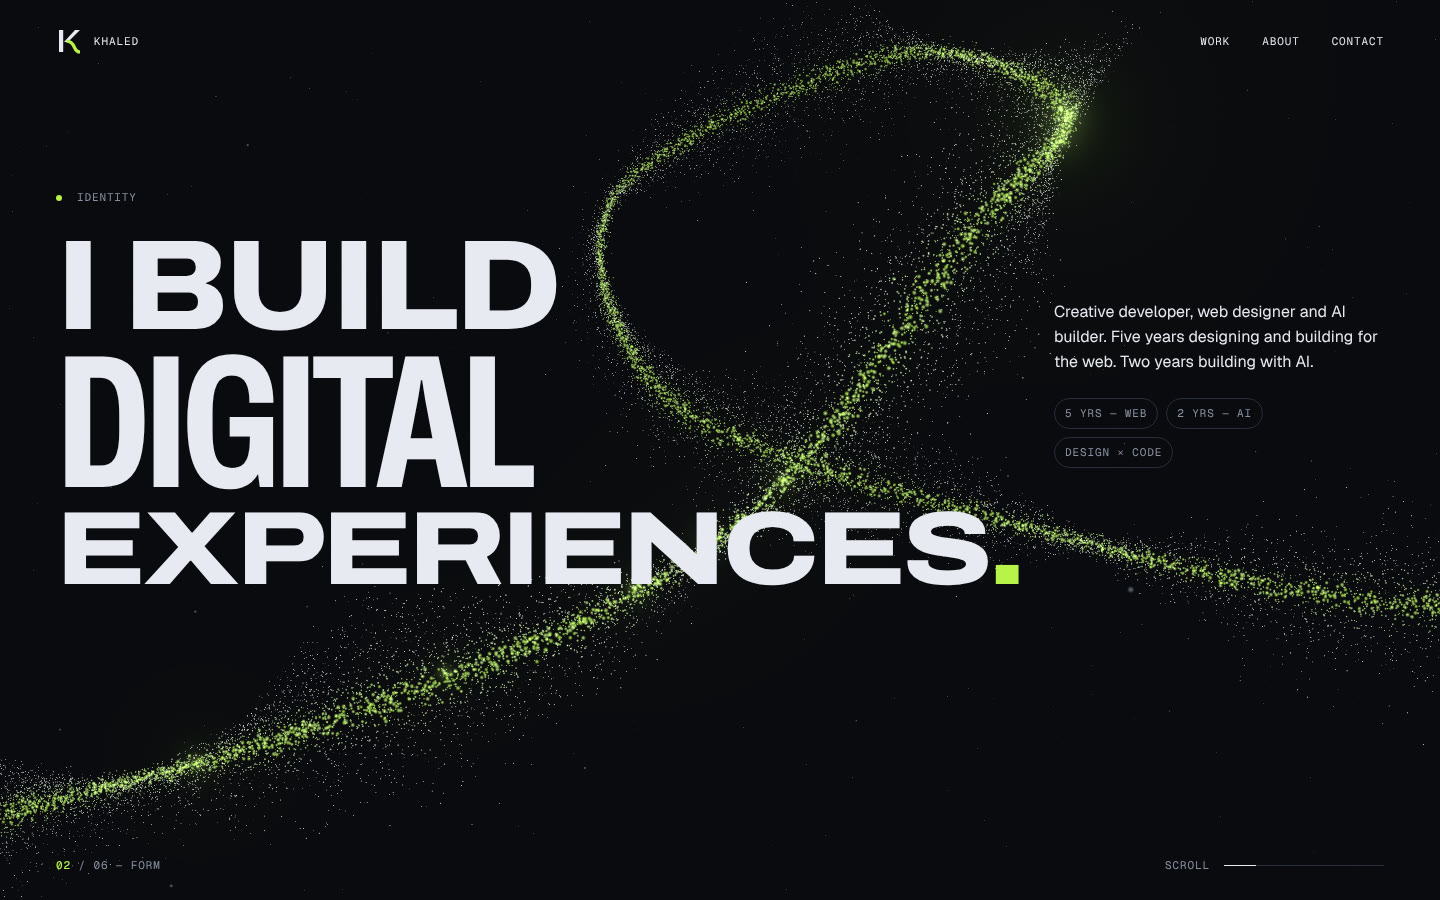 K KHALED
WORK ABOUT CONTACT
IDENTITY
I BUILD
DIGITAL
EXPERIENCES.
Creative developer, web designer and AI
builder. Five years designing and building for
the web. Two years building with AI.
5 YRS — WEB
2 YRS — AI
DESIGN × CODE
02 / 06 — FORM
SCROLL